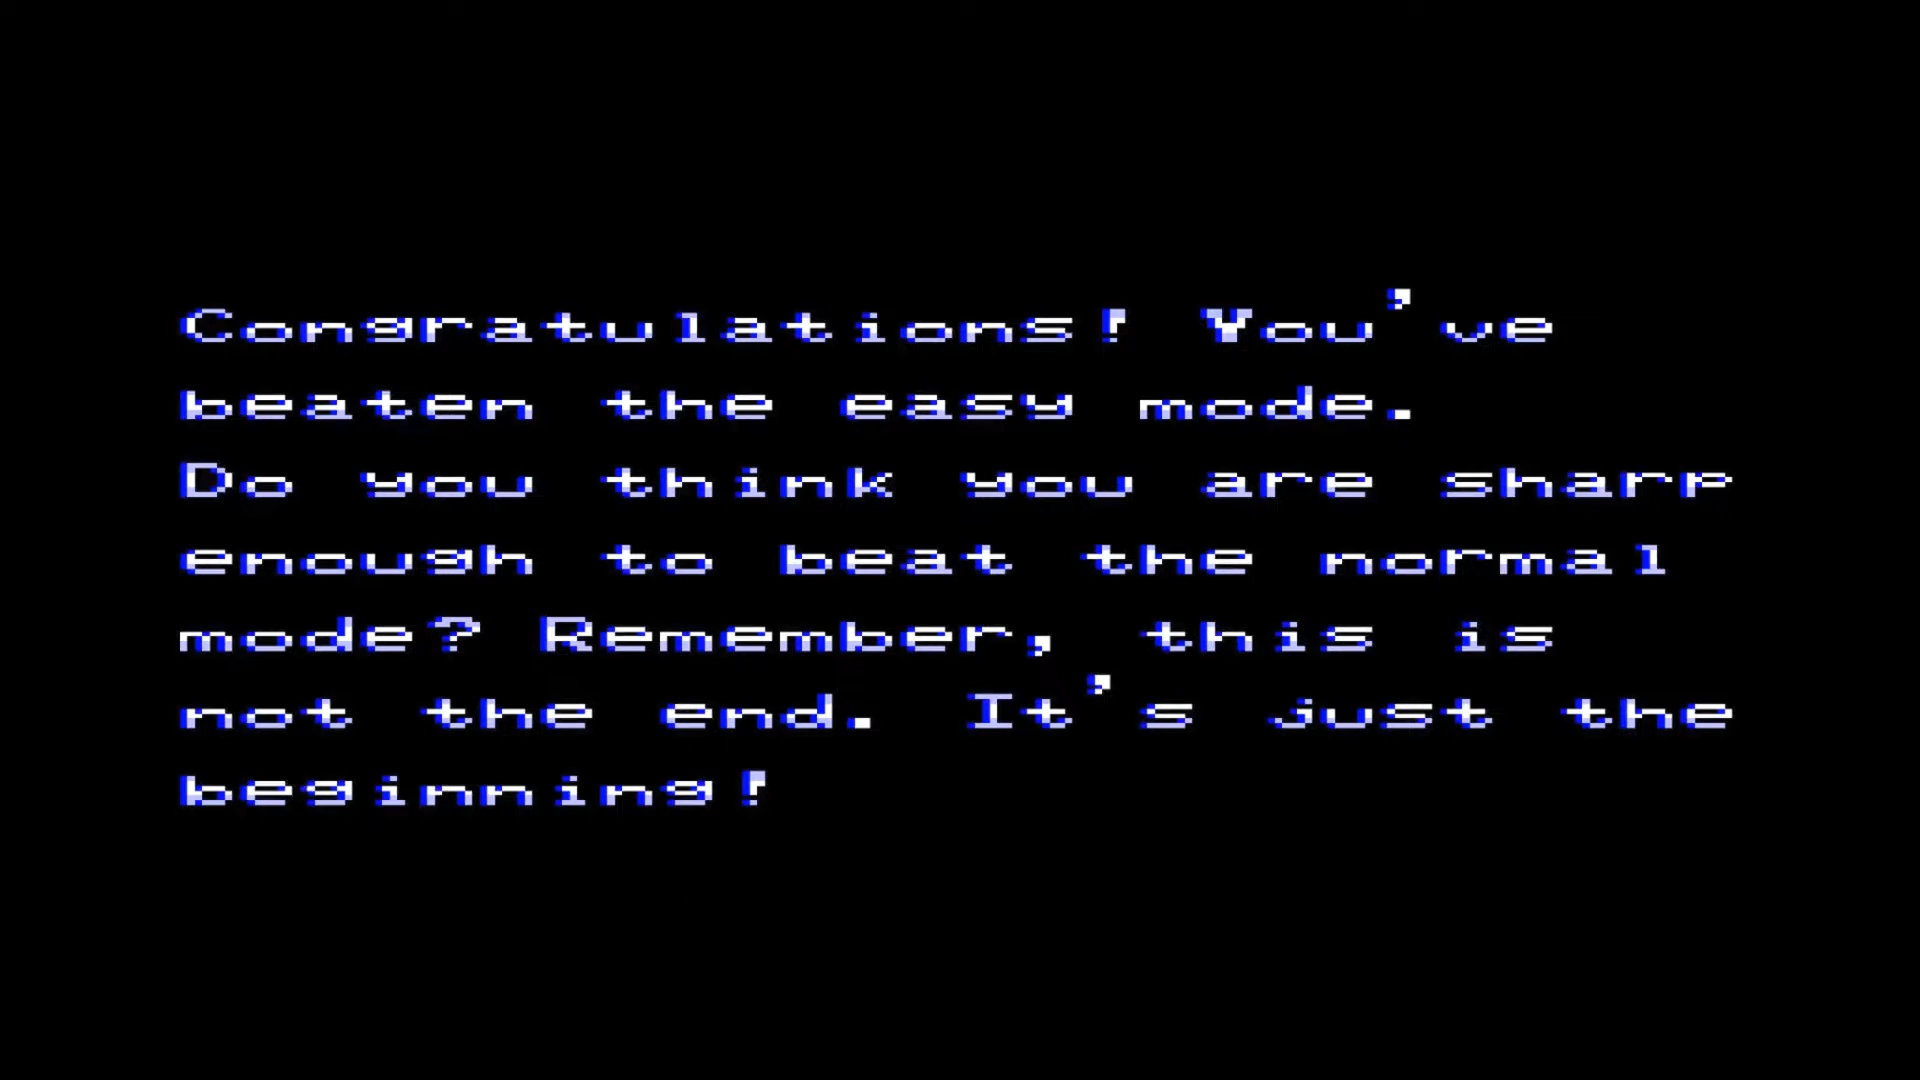 Congratulations! You've
beaten the easy mode.
Do you think you are sharp
enough to beat the normal
mode? Remember, this is
not the end. It's just the
beginning!